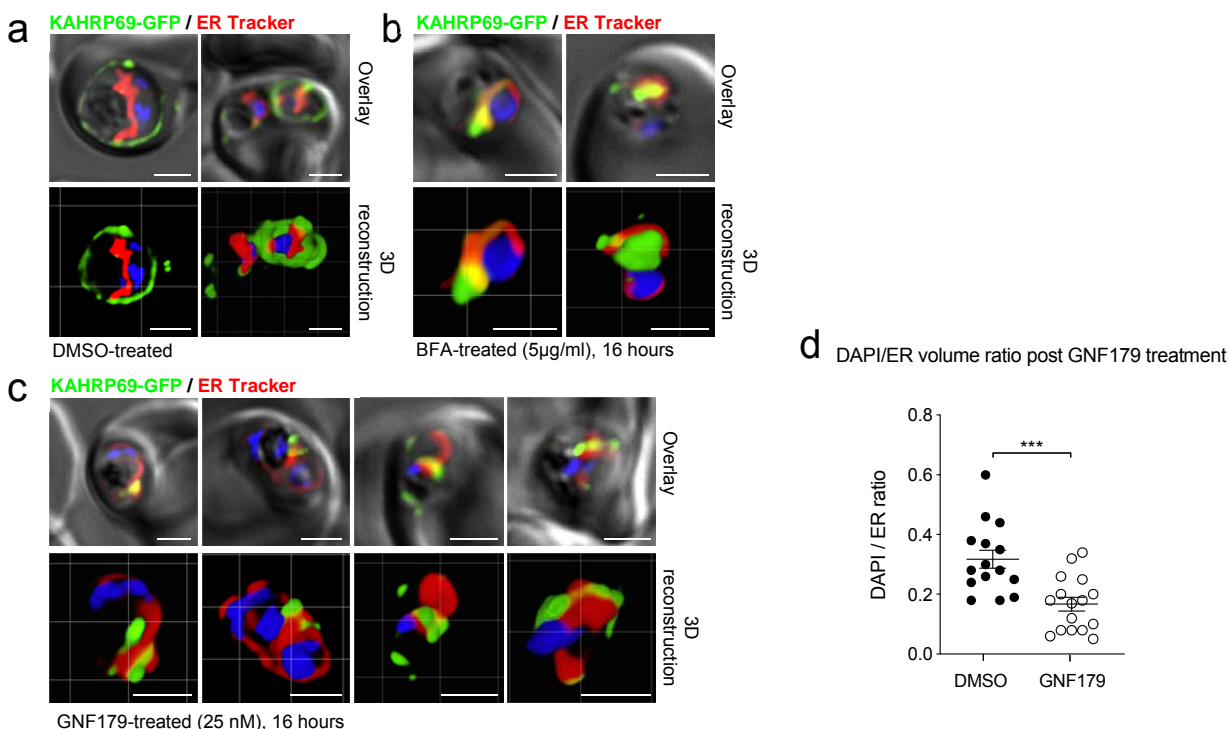 a
KAHRP69-GFP / ER Tracker
Overlay
3D reconstruction
DMSO-treated
b
KAHRP69-GFP / ER Tracker
Overlay
3D reconstruction
BFA-treated (5µg/ml), 16 hours
c
KAHRP69-GFP / ER Tracker
Overlay
3D reconstruction
GNF179-treated (25 nM), 16 hours
d
DAPI/ER volume ratio post GNF179 treatment
DAPI / ER ratio
0.8
0.6
0.4
0.2
0.0
***
DMSO
GNF179